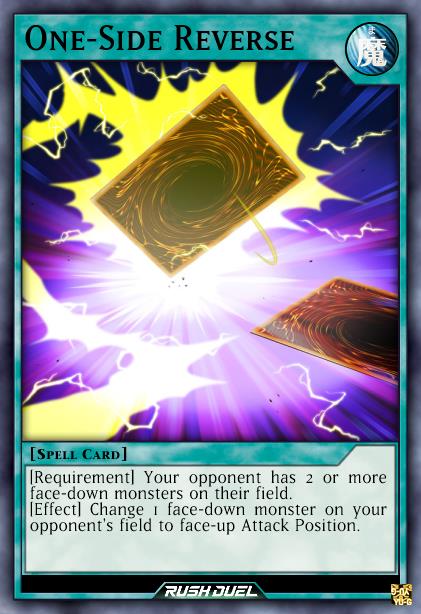 ONE-SIDE REVERSE
ま
魔
[SPELL CARD]
[Requirement] Your opponent has 2 or more
face-down monsters on their field.
[Effect] Change 1 face-down monster on your
opponent's field to face-up Attack Position.
RUSH DUEL